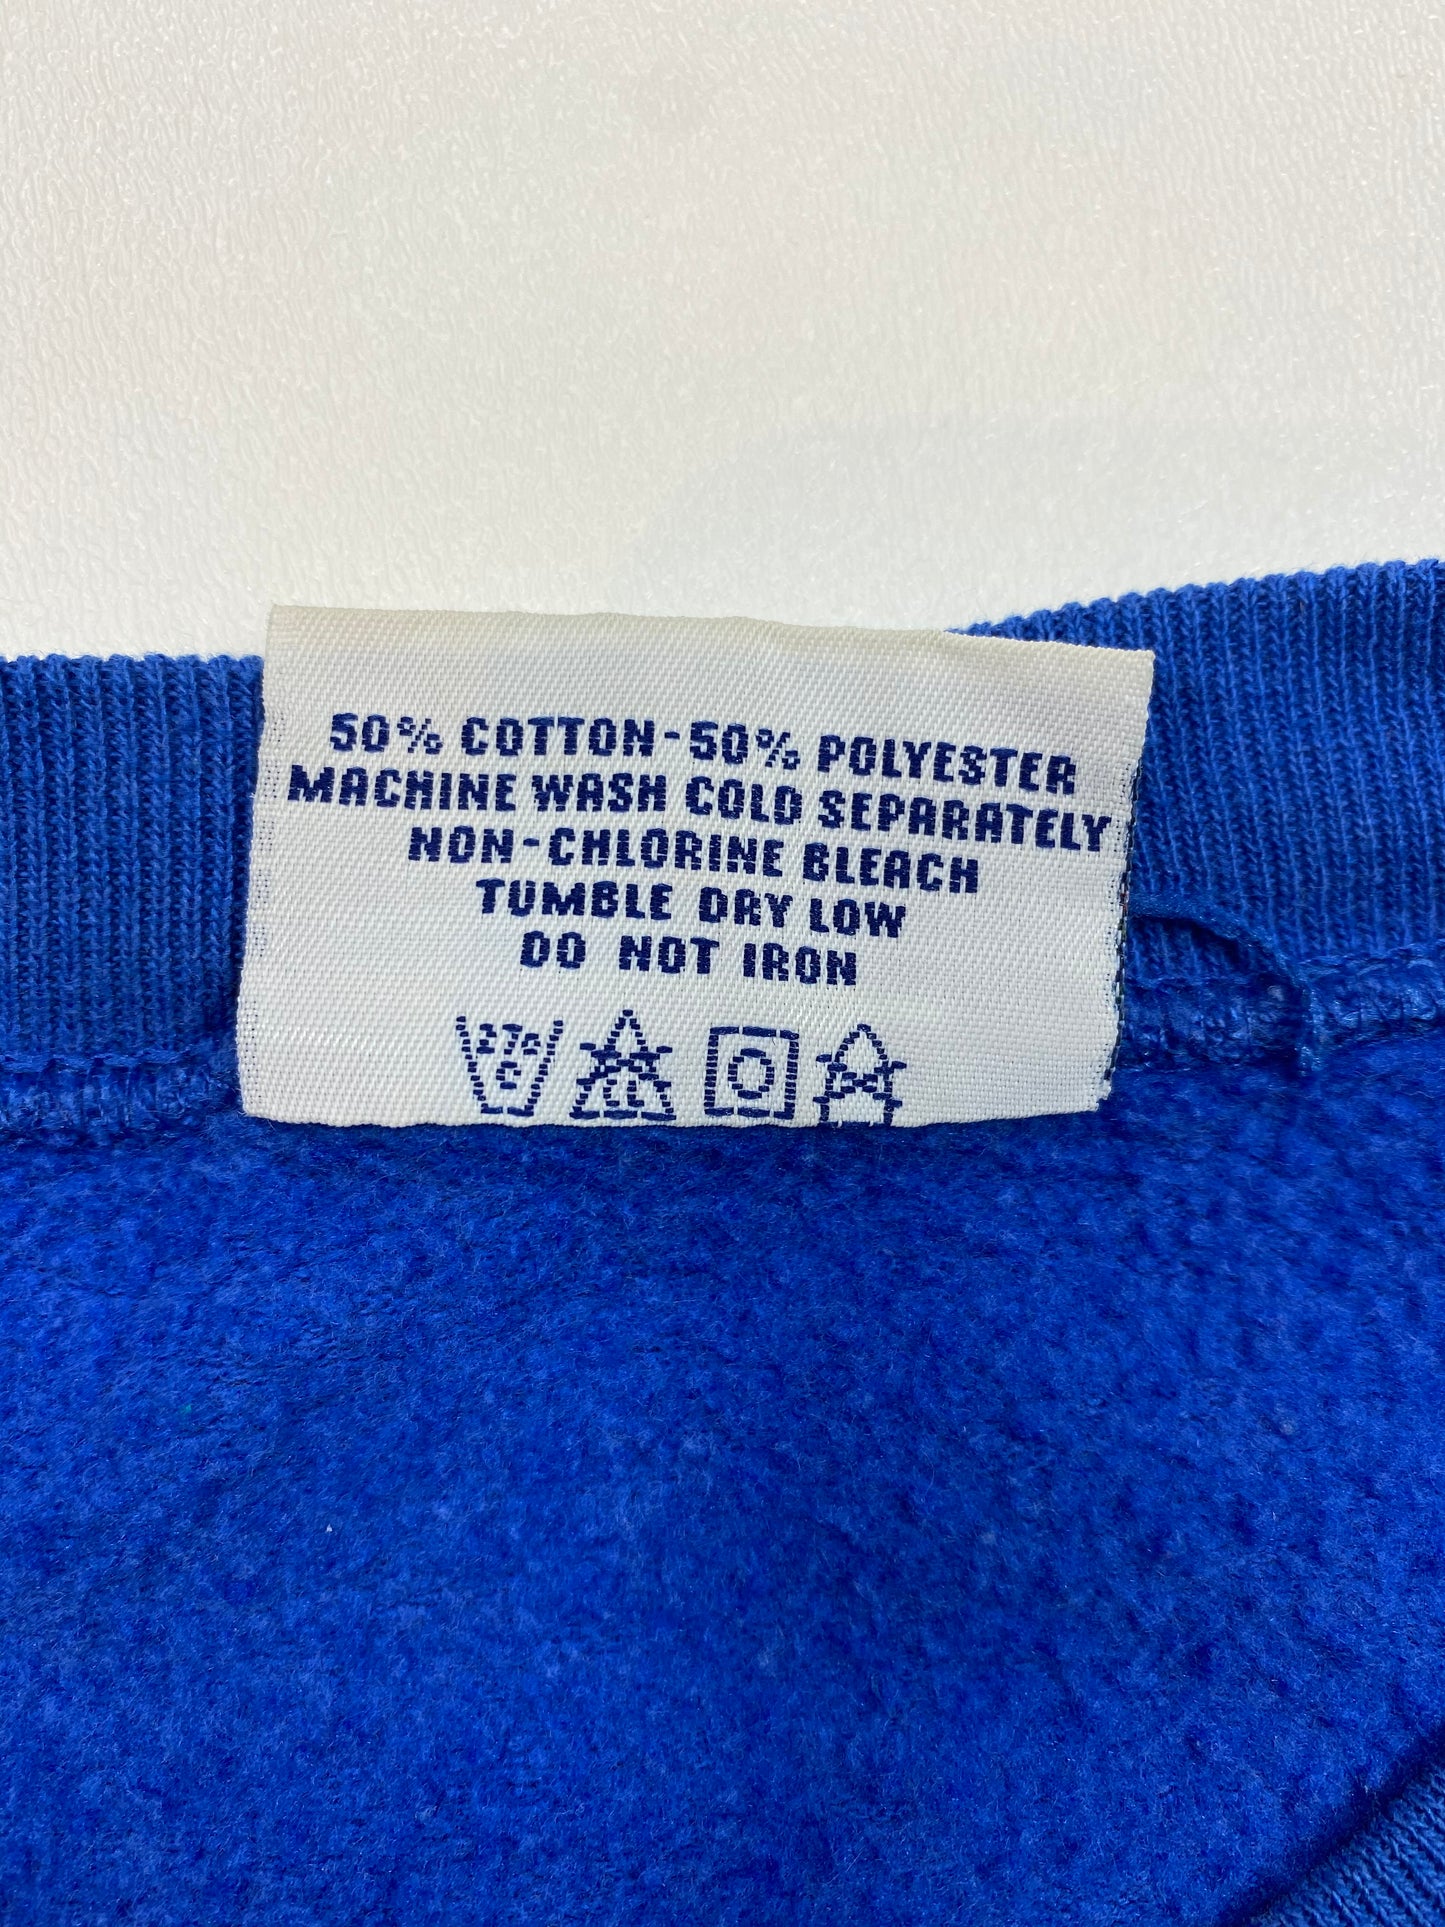 50% COTTON-50% POLYESTER
MACHINE WASH COLD SEPARATELY
NON-CHLORINE BLEACH
TUMBLE DRY LOW
DO NOT IRON